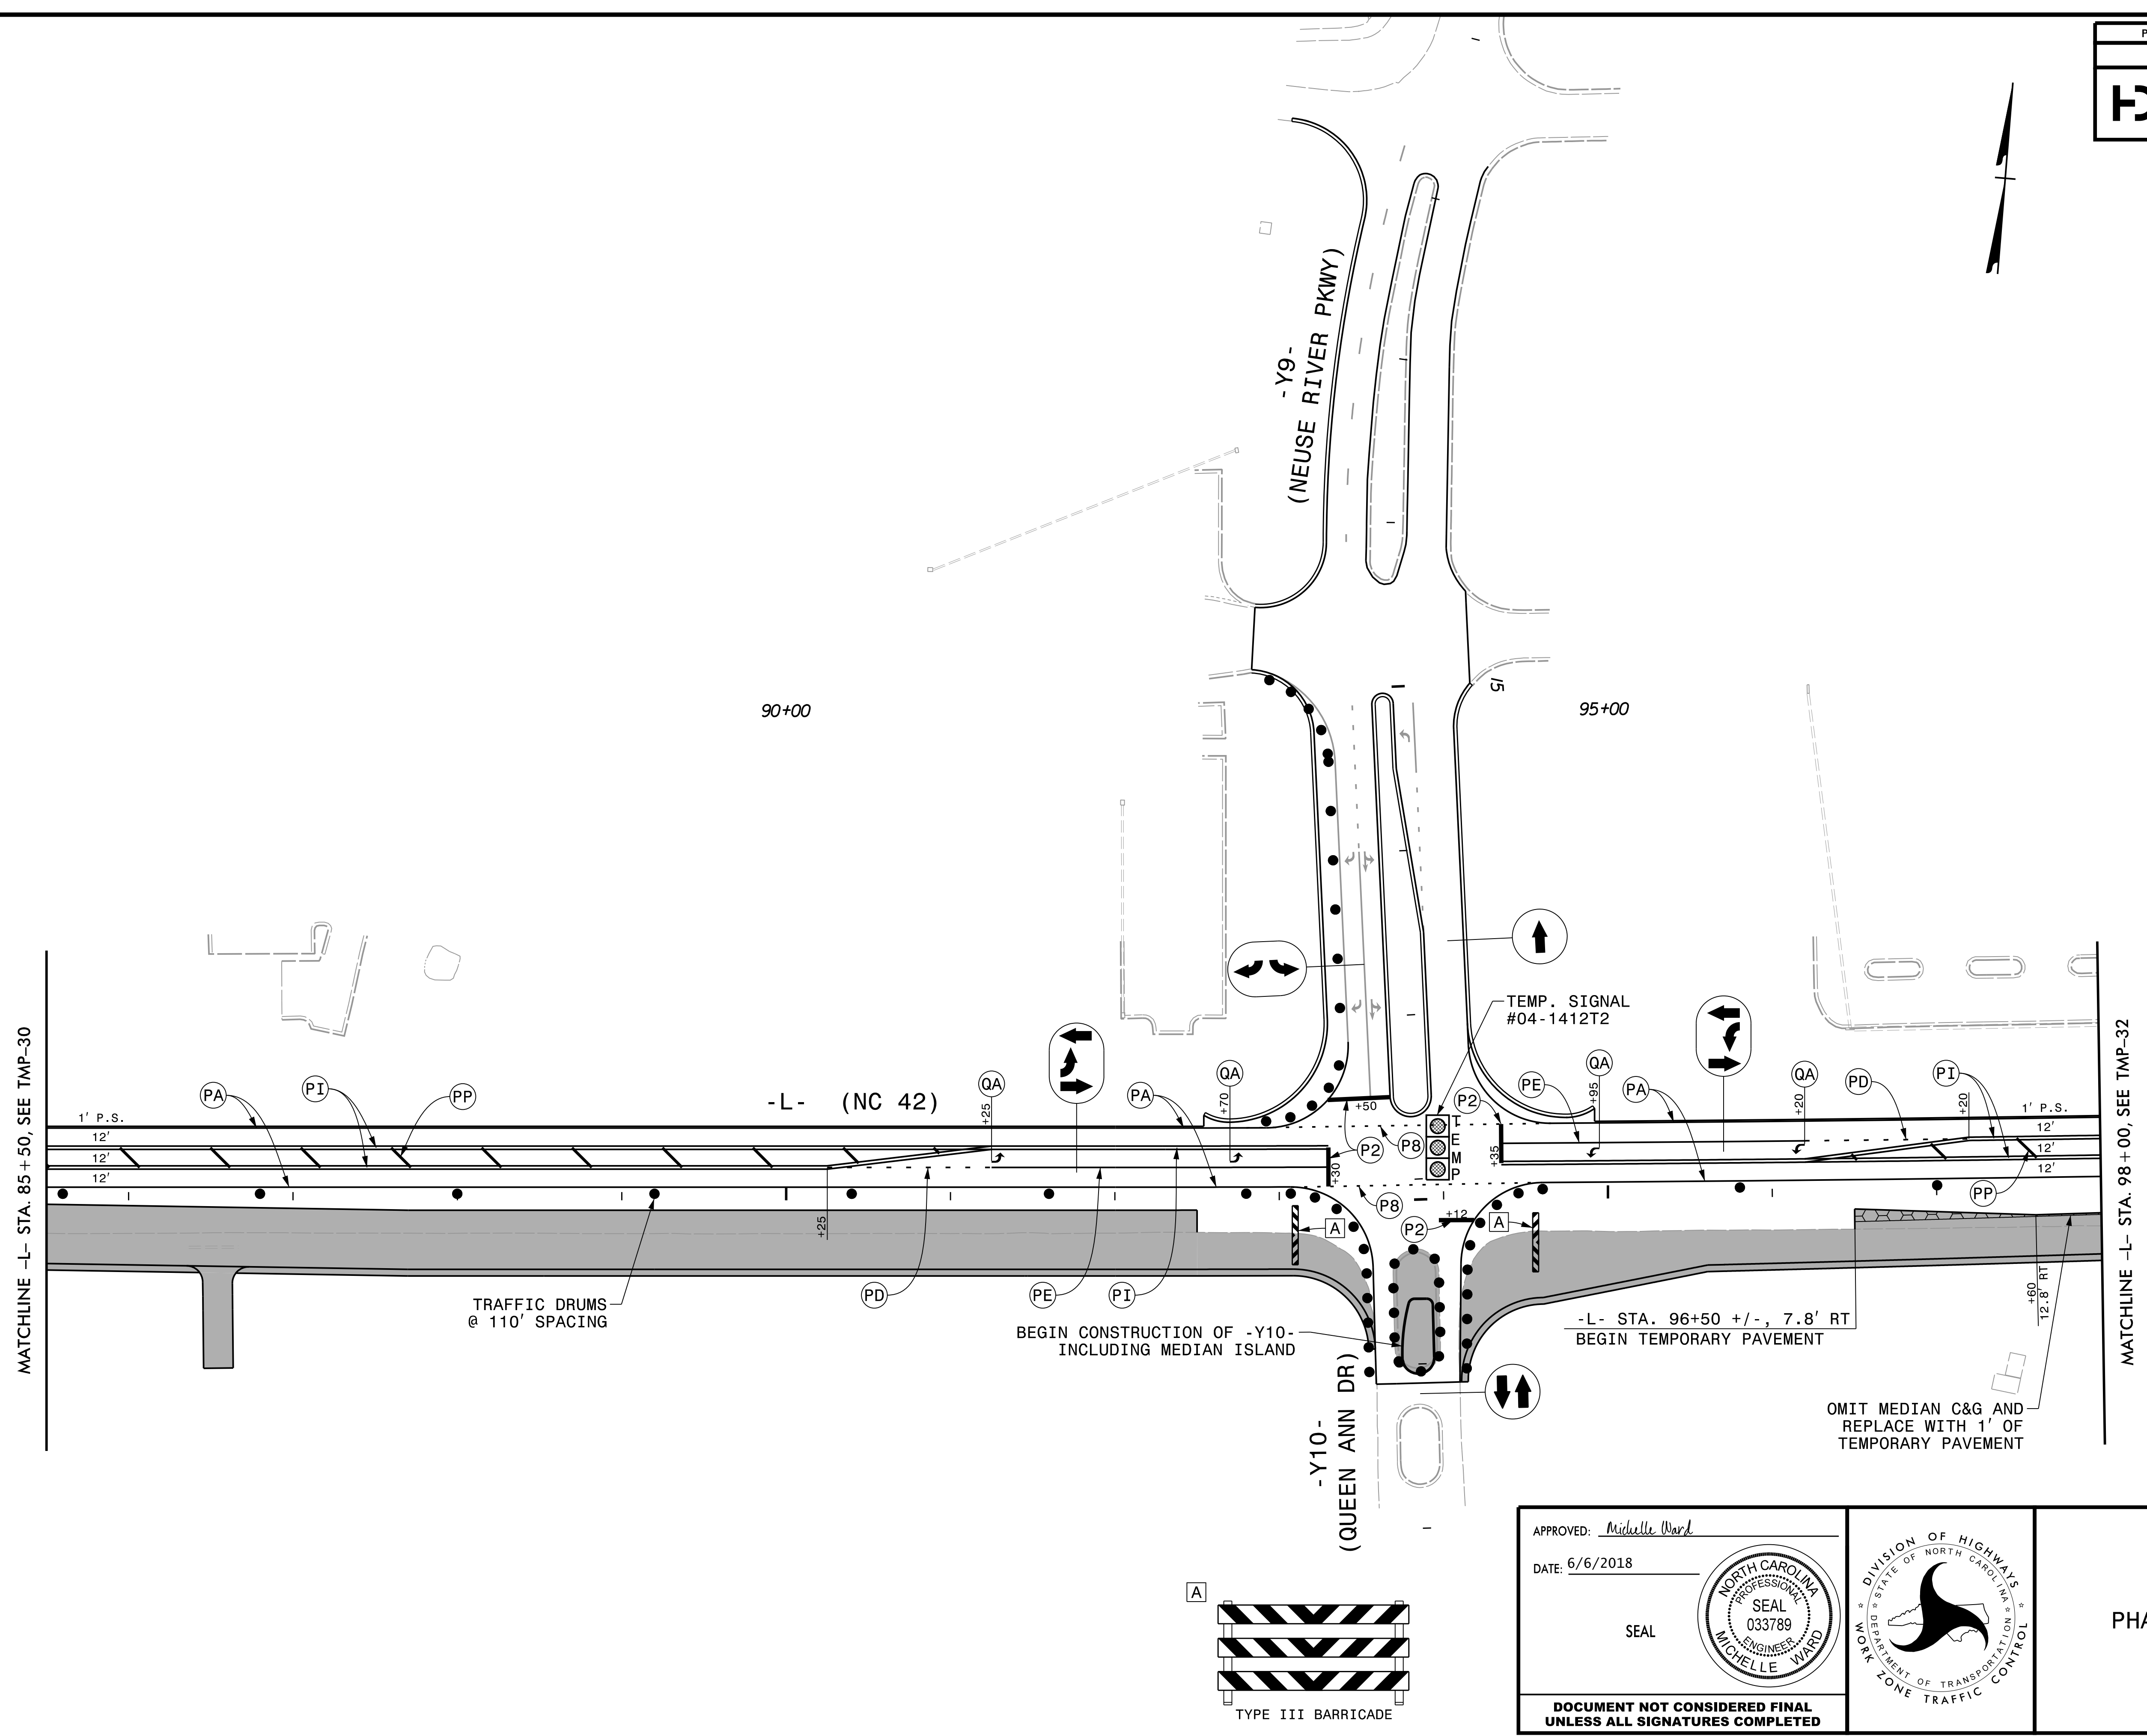 P
HD
-Y9-
(NEUSE RIVER PKWY)
15
90+00
95+00
TEMP. SIGNAL
#04-1412T2
MATCHLINE -L- STA. 85+50, SEE TMP-30
MATCHLINE -L- STA. 98+00, SEE TMP-32
-L- (NC 42)
PA
PI
PP
QA
+25
PA
QA
+70
+50
P2
P8
P2
+30
+35
TEMP
PE
QA
+95
PA
QA
+20
PD
PI
+20
1' P.S.
12'
12'
12'
1' P.S.
12'
12'
12'
P8
P2
+12
A
A
PP
+25
PD
PE
PI
TRAFFIC DRUMS
@ 110' SPACING
BEGIN CONSTRUCTION OF -Y10-
INCLUDING MEDIAN ISLAND
-L- STA. 96+50 +/-, 7.8' RT
BEGIN TEMPORARY PAVEMENT
+60
12.8' RT
OMIT MEDIAN C&G AND
REPLACE WITH 1' OF
TEMPORARY PAVEMENT
-Y10-
(QUEEN ANN DR)
A
TYPE III BARRICADE
APPROVED: Michelle Ward
DATE: 6/6/2018
SEAL
NORTH CAROLINA
PROFESSIONAL
SEAL
033789
ENGINEER
MICHELLE WARD
DOCUMENT NOT CONSIDERED FINAL
UNLESS ALL SIGNATURES COMPLETED
DIVISION OF HIGHWAYS
STATE OF NORTH CAROLINA
DEPARTMENT OF TRANSPORTATION
WORK ZONE TRAFFIC CONTROL
PHA